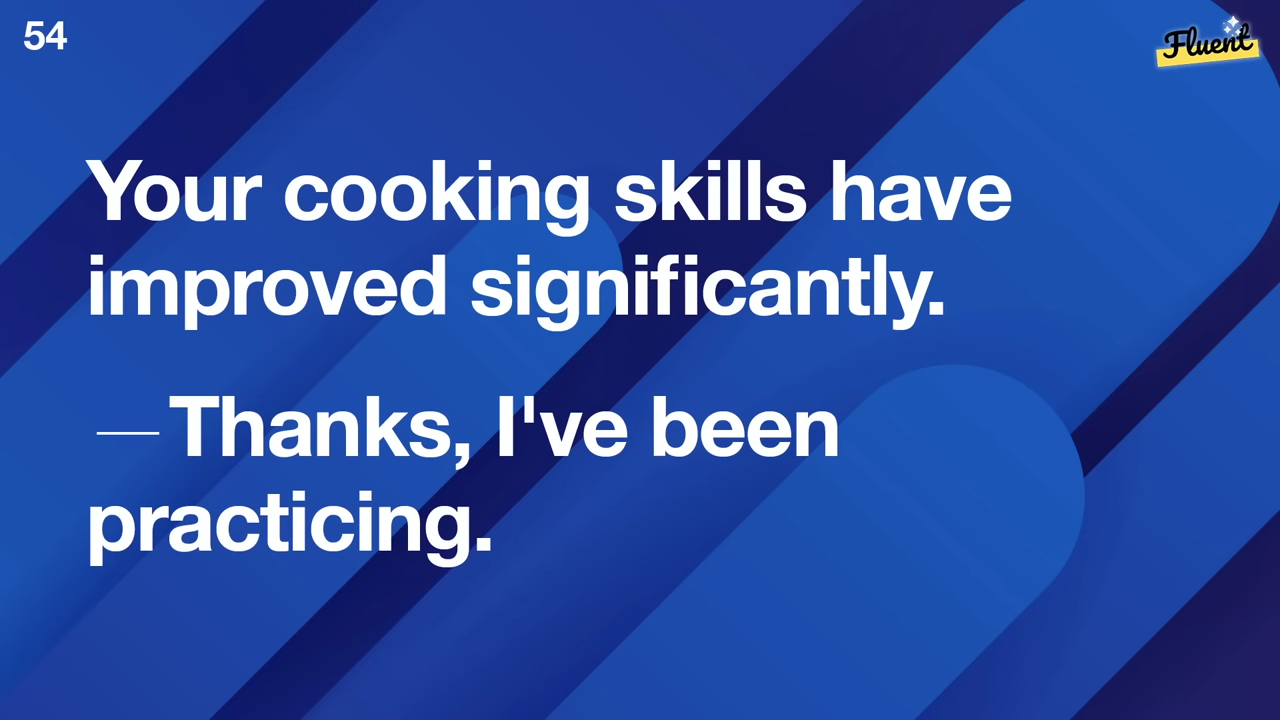 54
Fluent
Your cooking skills have
improved significantly.
— Thanks, I've been
practicing.